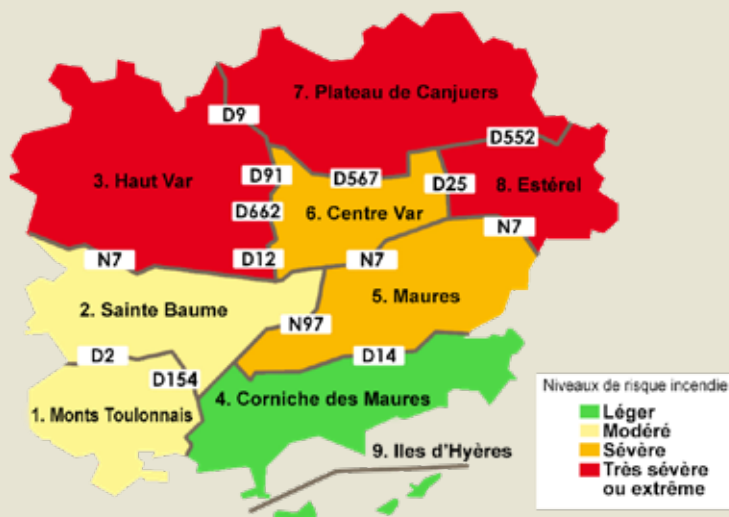 7. Plateau de Canjuers
D9
D552
3. Haut Var
D91
D567
D25
8. Estérel
D662
6. Centre Var
N7
N7
D12
N7
5. Maures
2. Sainte Baume
N97
D2
D14
D154
4. Corniche des Maures
1. Monts Toulonnais
9. Iles d'Hyères
Niveaux de risque incendie
Léger
Modéré
Sévère
Très sévère
ou extrême